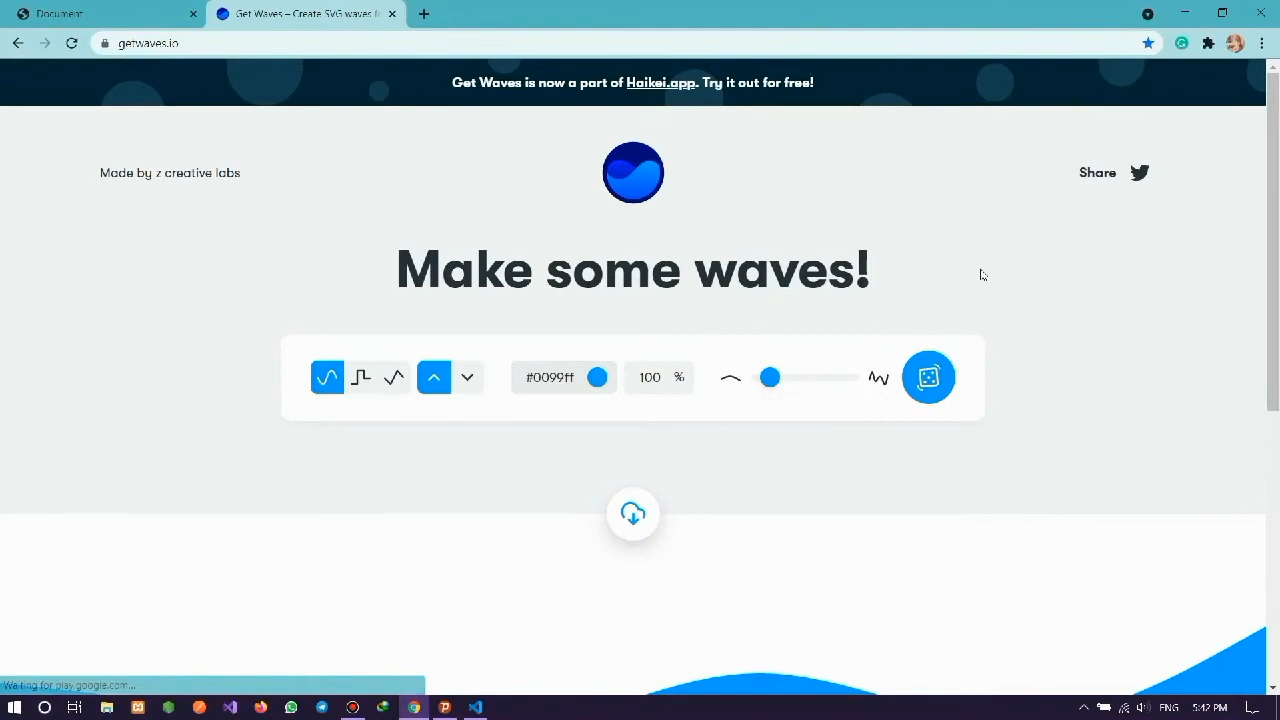 Document
Get Waves – Create SVG waves f
getwaves.io
Get Waves is now a part of Haikei.app. Try it out for free!
Made by z creative labs
Share
Make some waves!
#0099ff
100 %
Waiting for play.google.com...
ENG
5:42 PM